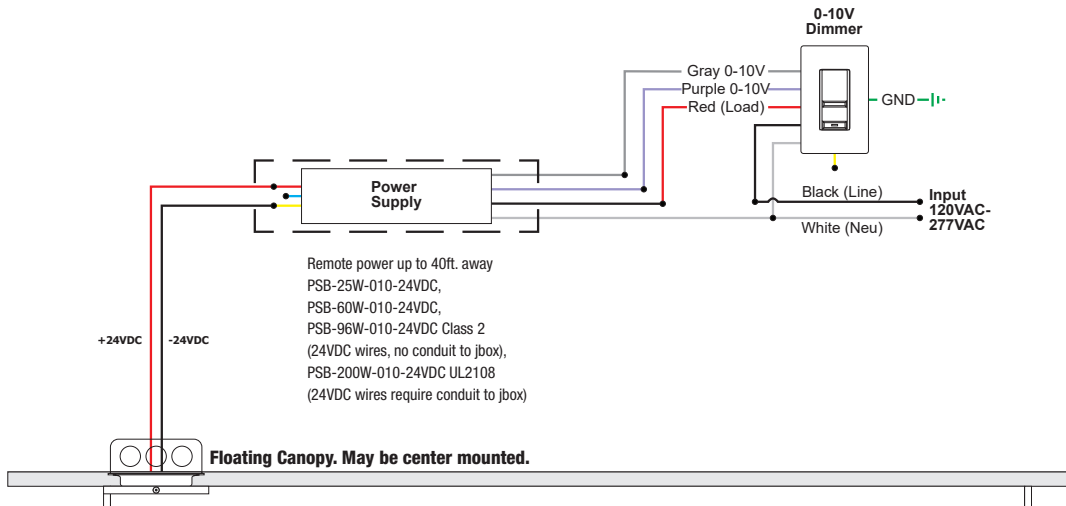 0-10V
Dimmer
Gray 0-10V
Purple 0-10V
Red (Load)
GND
Power
Supply
Black (Line)
White (Neu)
Input
120VAC-
277VAC
Remote power up to 40ft. away
PSB-25W-010-24VDC,
PSB-60W-010-24VDC,
PSB-96W-010-24VDC Class 2
(24VDC wires, no conduit to jbox),
PSB-200W-010-24VDC UL2108
(24VDC wires require conduit to jbox)
+24VDC
-24VDC
Floating Canopy. May be center mounted.